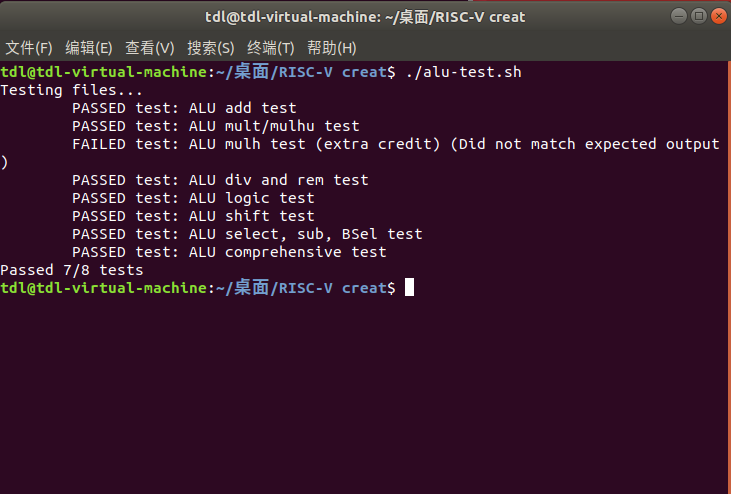 tdl@tdl-virtual-machine: ~/桌面/RISC-V creat
文件(F) 编辑(E) 查看(V) 搜索(S) 终端(T) 帮助(H)
tdl@tdl-virtual-machine:~/桌面/RISC-V creat$ ./alu-test.sh
Testing files...
        PASSED test: ALU add test
        PASSED test: ALU mult/mulhu test
        FAILED test: ALU mulh test (extra credit) (Did not match expected output
)
        PASSED test: ALU div and rem test
        PASSED test: ALU logic test
        PASSED test: ALU shift test
        PASSED test: ALU select, sub, BSel test
        PASSED test: ALU comprehensive test
Passed 7/8 tests
tdl@tdl-virtual-machine:~/桌面/RISC-V creat$